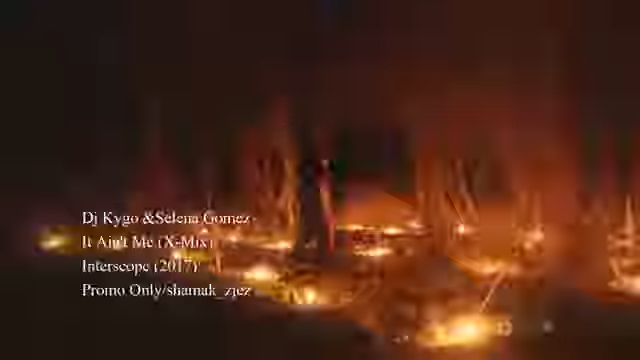 Dj Kygo &Selena Gomez
It Ain't Me (X-Mix)
Interscope (2017)
Promo Only/shamak_zjez